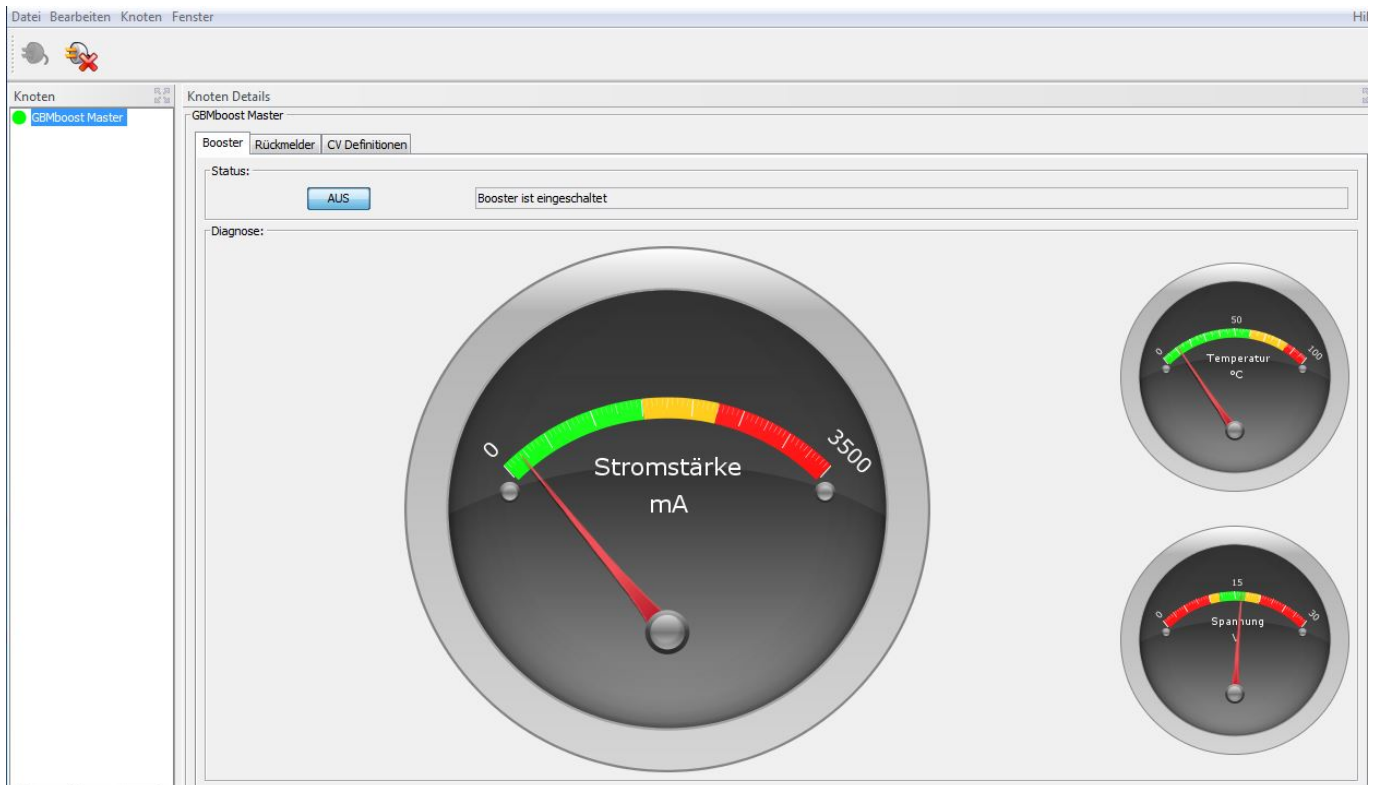 Datei Bearbeiten Knoten Fenster Hil
Knoten
GBMboost Master
Knoten Details
GBMboost Master
Booster Rückmelder CV Definitionen
Status:
AUS Booster ist eingeschaltet
Diagnose:
0 3500
Stromstärke
mA
0 50 100
Temperatur
°C
0 15 30
Spannung
V